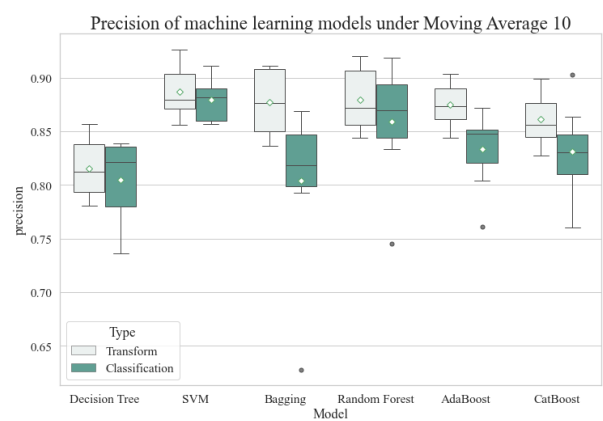 Precision of machine learning models under Moving Average 10
precision
0.90
0.85
0.80
0.75
0.70
0.65
Type
Transform
Classification
Decision Tree
SVM
Bagging
Random Forest
AdaBoost
CatBoost
Model